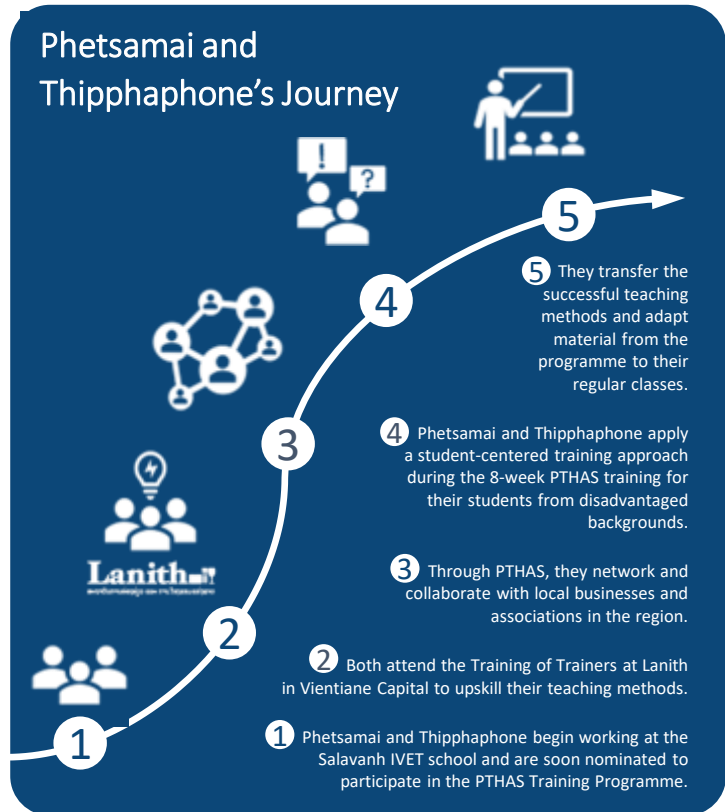 Phetsamai and
Thipphaphone's Journey
!
?
5
5 They transfer the
successful teaching
methods and adapt
material from the
programme to their
regular classes.
4
4 Phetsamai and Thipphaphone apply
a student-centered training approach
during the 8-week PTHAS training for
their students from disadvantaged
backgrounds.
3
3 Through PTHAS, they network and
collaborate with local businesses and
associations in the region.
Lanith
2
2 Both attend the Training of Trainers at Lanith
in Vientiane Capital to upskill their teaching methods.
1
1 Phetsamai and Thipphaphone begin working at the
Salavanh IVET school and are soon nominated to
participate in the PTHAS Training Programme.